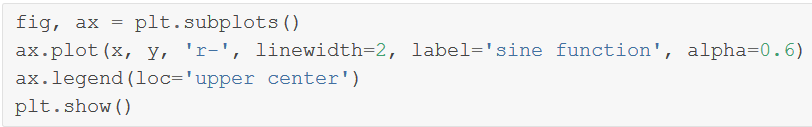 fig, ax = plt.subplots()
ax.plot(x, y, 'r-', linewidth=2, label='sine function', alpha=0.6)
ax.legend(loc='upper center')
plt.show()